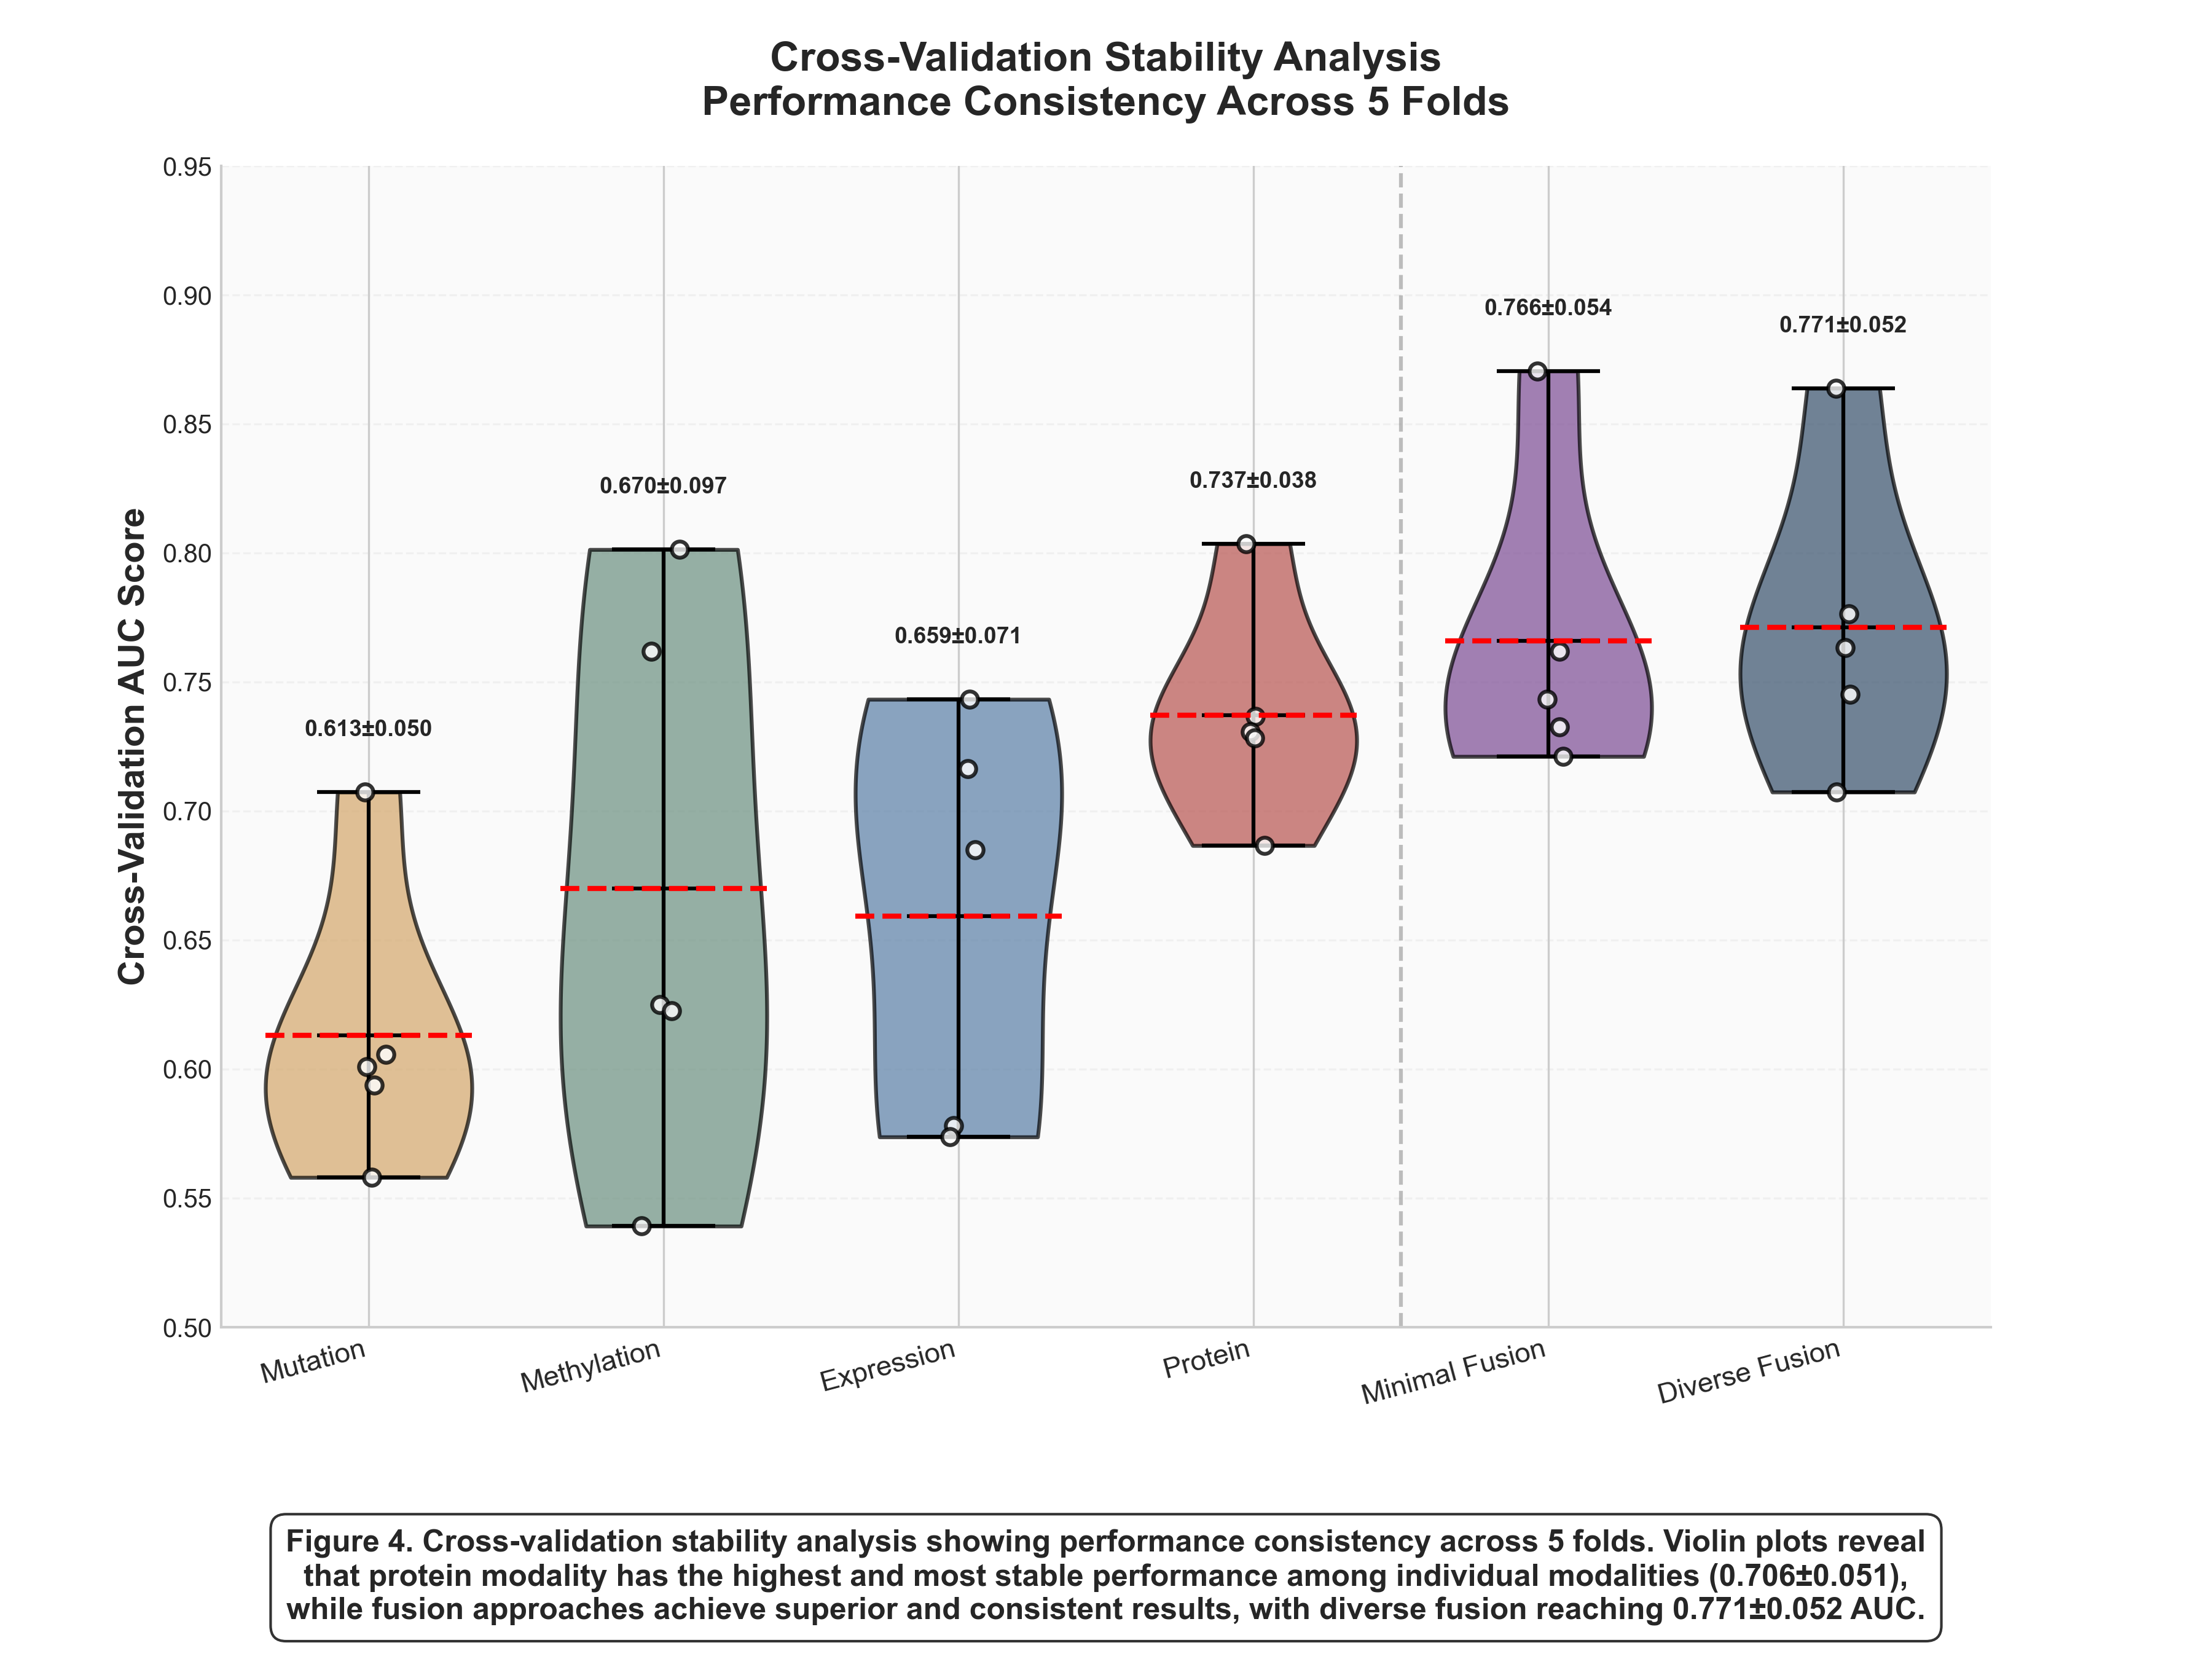 Cross-Validation Stability Analysis
Performance Consistency Across 5 Folds
Cross-Validation AUC Score
0.95
0.90
0.85
0.80
0.75
0.70
0.65
0.60
0.55
0.50
0.613±0.050
0.670±0.097
0.659±0.071
0.737±0.038
0.766±0.054
0.771±0.052
Mutation
Methylation
Expression
Protein
Minimal Fusion
Diverse Fusion
Figure 4. Cross-validation stability analysis showing performance consistency across 5 folds. Violin plots reveal
that protein modality has the highest and most stable performance among individual modalities (0.706±0.051),
while fusion approaches achieve superior and consistent results, with diverse fusion reaching 0.771±0.052 AUC.